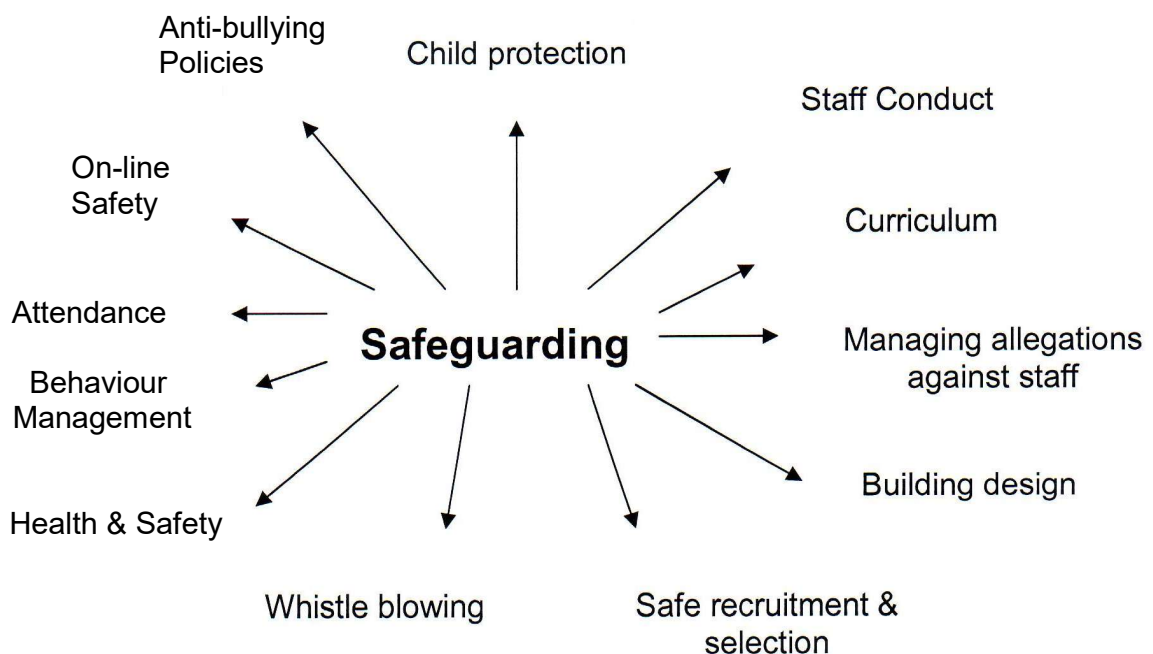 Anti-bullying
Policies
Child protection
Staff Conduct
On-line
Safety
Curriculum
Attendance
Safeguarding
Managing allegations
against staff
Behaviour
Management
Building design
Health & Safety
Whistle blowing
Safe recruitment &
selection